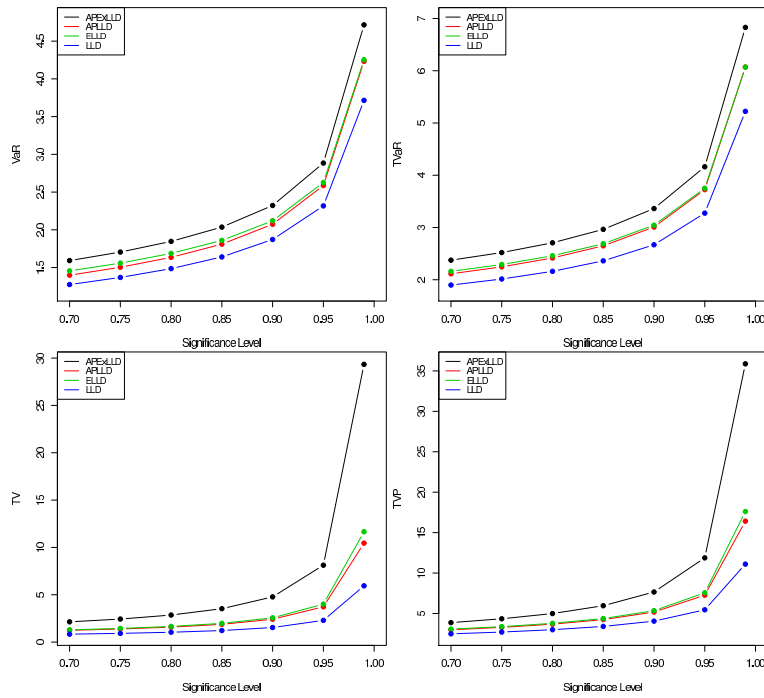 APExLLD
APLLD
ELLD
LLD
VaR
4.5
4.0
3.5
3.0
2.5
2.0
1.5
0.70 0.75 0.80 0.85 0.90 0.95 1.00
Significance Level
APExLLD
APLLD
ELLD
LLD
TVaR
7
6
5
4
3
2
0.70 0.75 0.80 0.85 0.90 0.95 1.00
Significance Level
APExLLD
APLLD
ELLD
LLD
TV
30
25
20
15
10
5
0
0.70 0.75 0.80 0.85 0.90 0.95 1.00
Significance Level
APExLLD
APLLD
ELLD
LLD
TVP
35
30
25
20
15
10
5
0.70 0.75 0.80 0.85 0.90 0.95 1.00
Significance Level